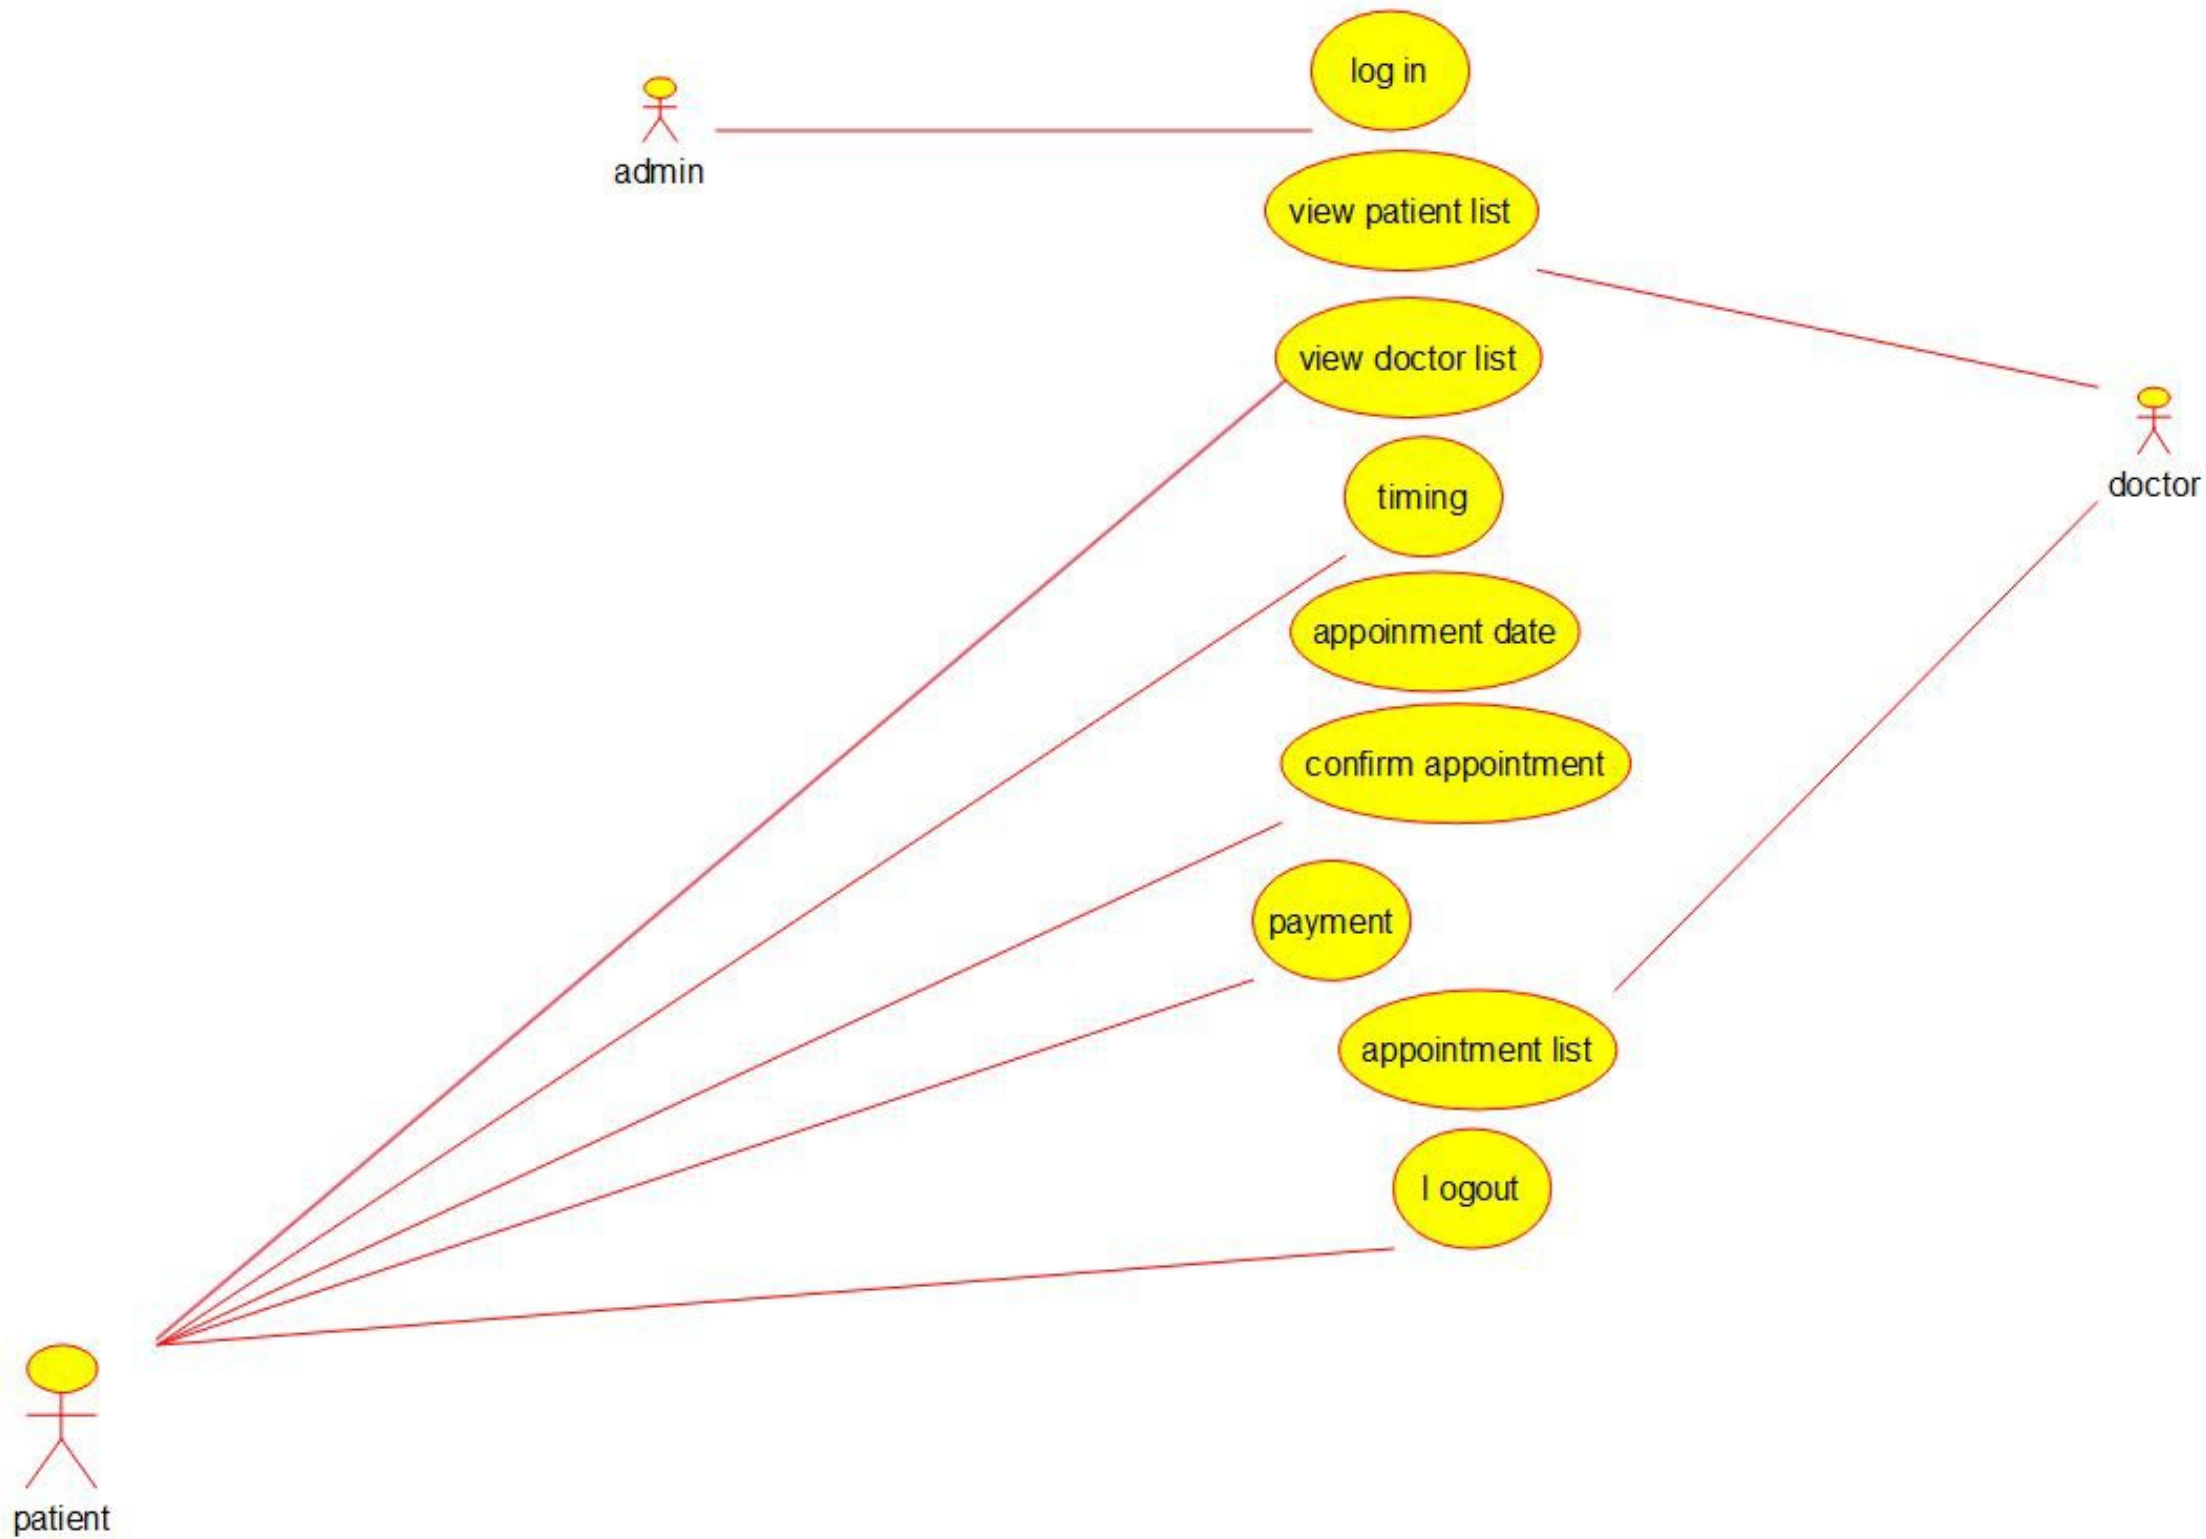 log in
admin
view patient list
view doctor list
timing
doctor
appoinment date
confirm appointment
payment
appointment list
l ogout
patient